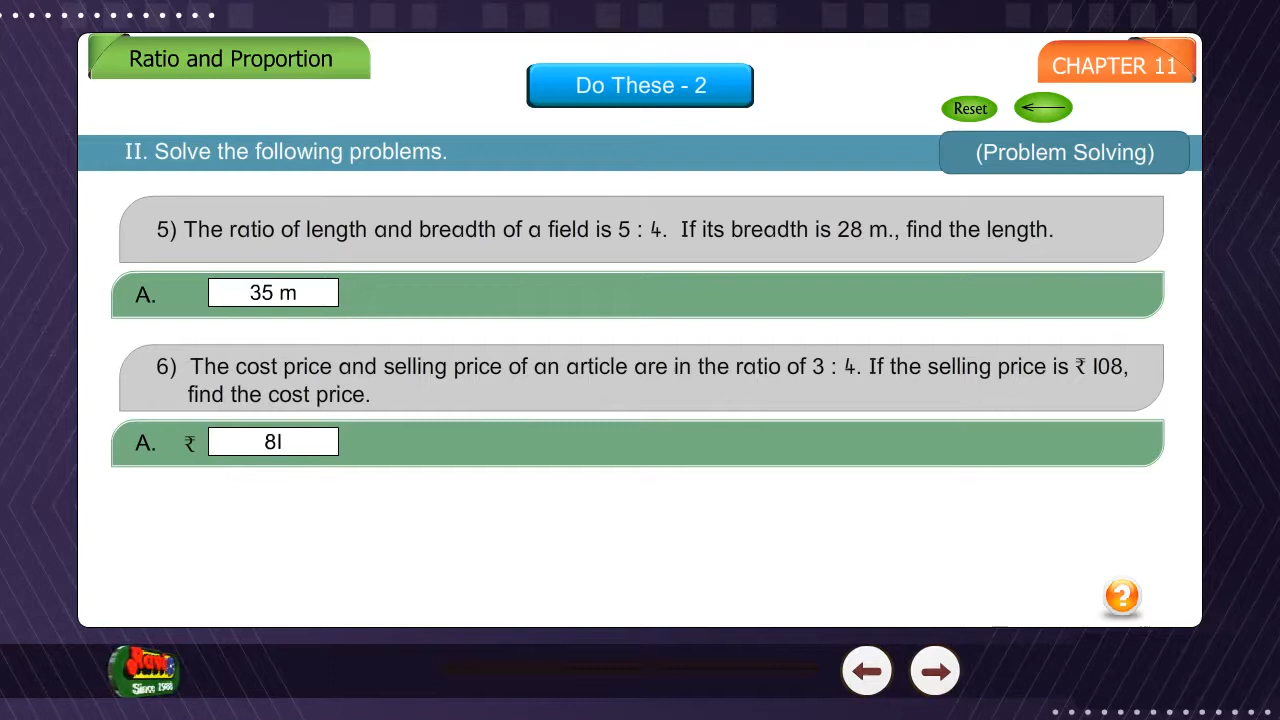 Ratio and Proportion
CHAPTER 11
Do These - 2
Reset
II. Solve the following problems.
(Problem Solving)
5) The ratio of length and breadth of a field is 5 : 4. If its breadth is 28 m., find the length.
A. 35 m
6) The cost price and selling price of an article are in the ratio of 3 : 4. If the selling price is ₹ 108,
find the cost price.
A. ₹ 81
?
Since 1988